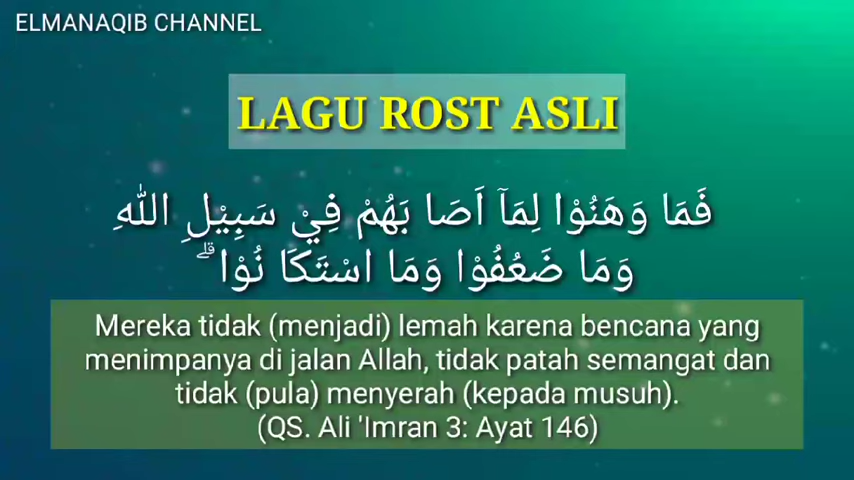 ELMANAQIB CHANNEL
LAGU ROST ASLI
فَمَا وَهَنُوْا لِمَاۤ اَصَا بَهُمْ فِيْ سَبِيْلِ اللّٰهِ
وَمَا ضَعُفُوْا وَمَا اسْتَكَا نُوْا ۗ
Mereka tidak (menjadi) lemah karena bencana yang
menimpanya di jalan Allah, tidak patah semangat dan
tidak (pula) menyerah (kepada musuh).
(QS. Ali 'Imran 3: Ayat 146)